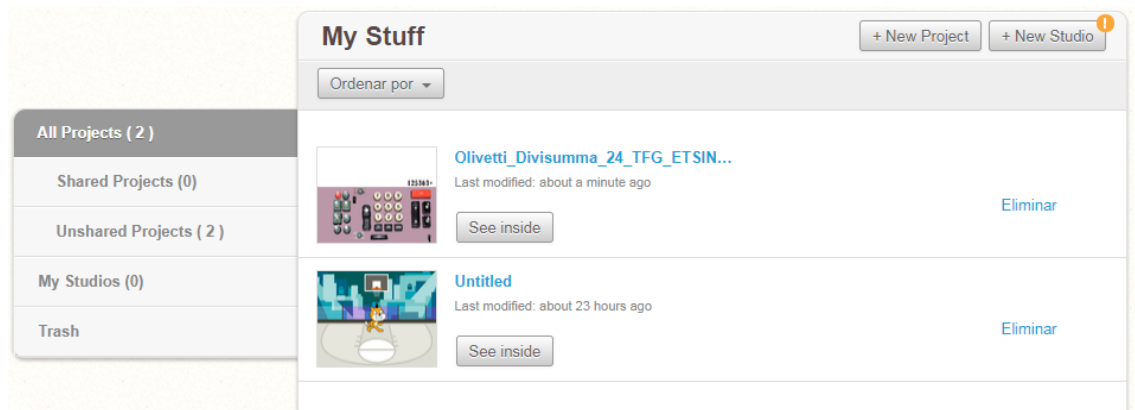 My Stuff
+ New Project
+ New Studio
!
Ordenar por
All Projects ( 2 )
Shared Projects (0)
Unshared Projects ( 2 )
My Studios (0)
Trash
Olivetti_Divisumma_24_TFG_ETSIN...
Last modified: about a minute ago
See inside
Eliminar
Untitled
Last modified: about 23 hours ago
See inside
Eliminar